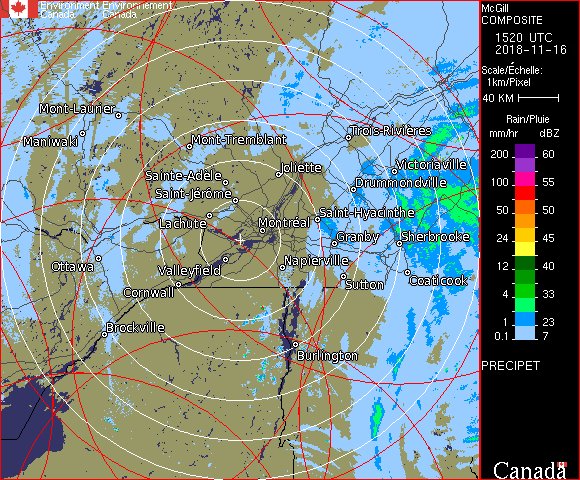 Environment Environnement
Canada Canada
McGill
COMPOSITE
1520 UTC
2018-11-16
Scale/Échelle:
1km/Pixel
40 KM
Rain/Pluie
mm/hr dBZ
200 60
100 55
50 50
24 45
12 40
4 33
1 23
0.1 7
PRECIPET
Canada
Mont-Laurier
Maniwaki
Mont-Tremblant
Trois-Rivières
Joliette
Victoriaville
Sainte-Adèle
Drummondville
Saint-Jérôme
Saint-Hyacinthe
Lachute
Montréal
Granby
Sherbrooke
Ottawa
Valleyfield
Napierville
Sutton
Coaticook
Cornwall
Brockville
Burlington